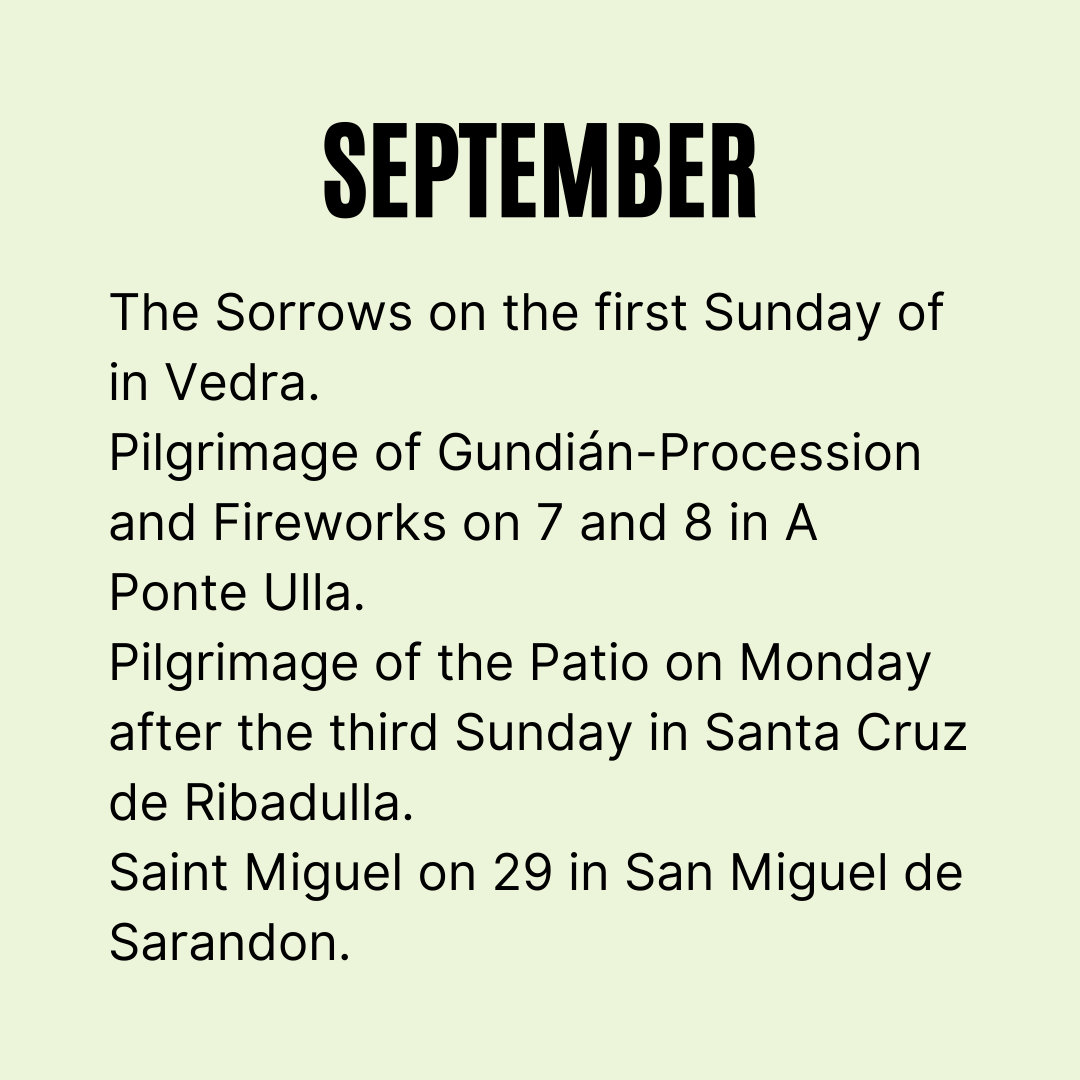 SEPTEMBER
The Sorrows on the first Sunday of
in Vedra.
Pilgrimage of Gundián-Procession
and Fireworks on 7 and 8 in A
Ponte Ulla.
Pilgrimage of the Patio on Monday
after the third Sunday in Santa Cruz
de Ribadulla.
Saint Miguel on 29 in San Miguel de
Sarandon.